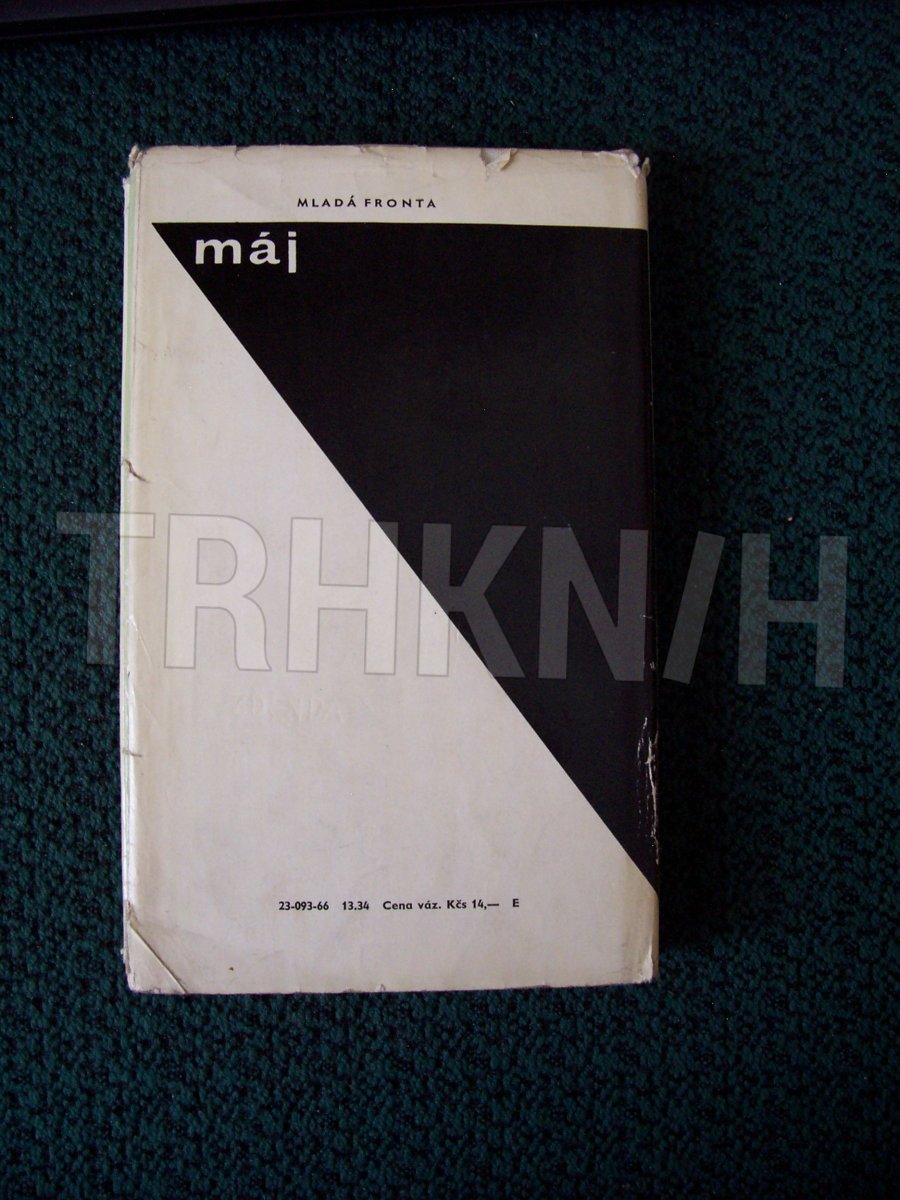 MLADÁ FRONTA
máj
TRHKNIH
23-093-66 13.34 Cena váz. Kčs 14,— E